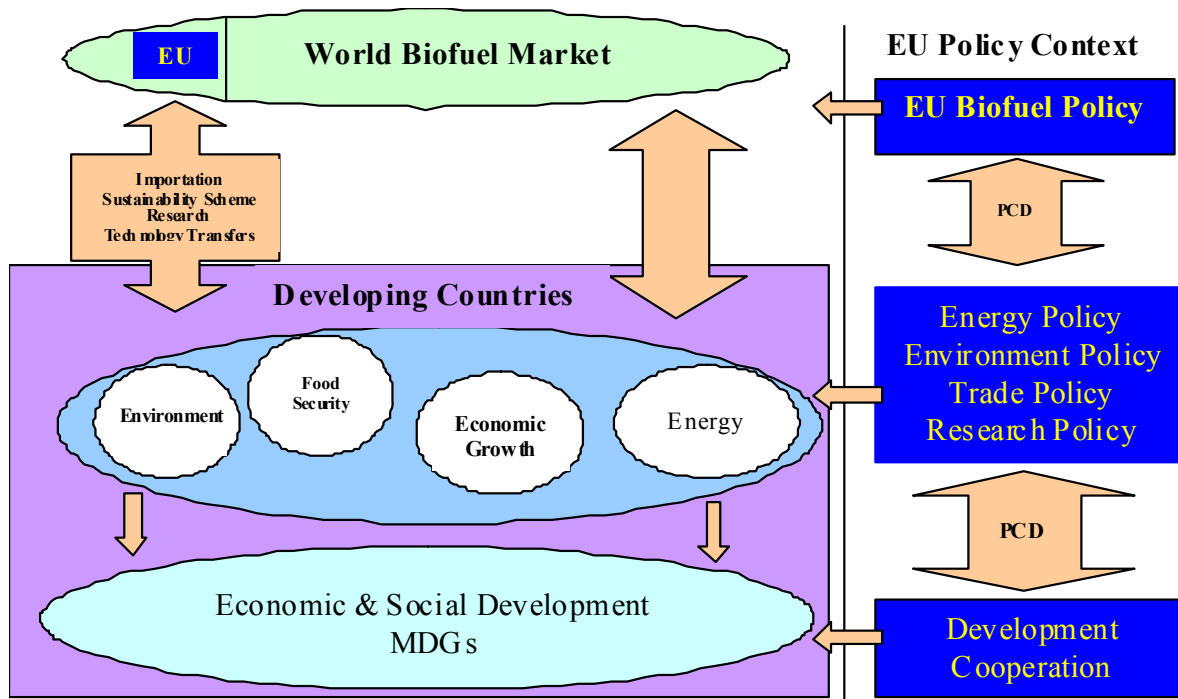 EU
World Biofuel Market
EU Policy Context
EU Biofuel Policy
Importation
Sustainability Scheme
Research
Technology Transfers
PCD
Developing Countries
Environment
Food
Security
Economic
Growth
Energy
Energy Policy
Environment Policy
Trade Policy
Research Policy
PCD
Economic & Social Development
MDGs
Development
Cooperation